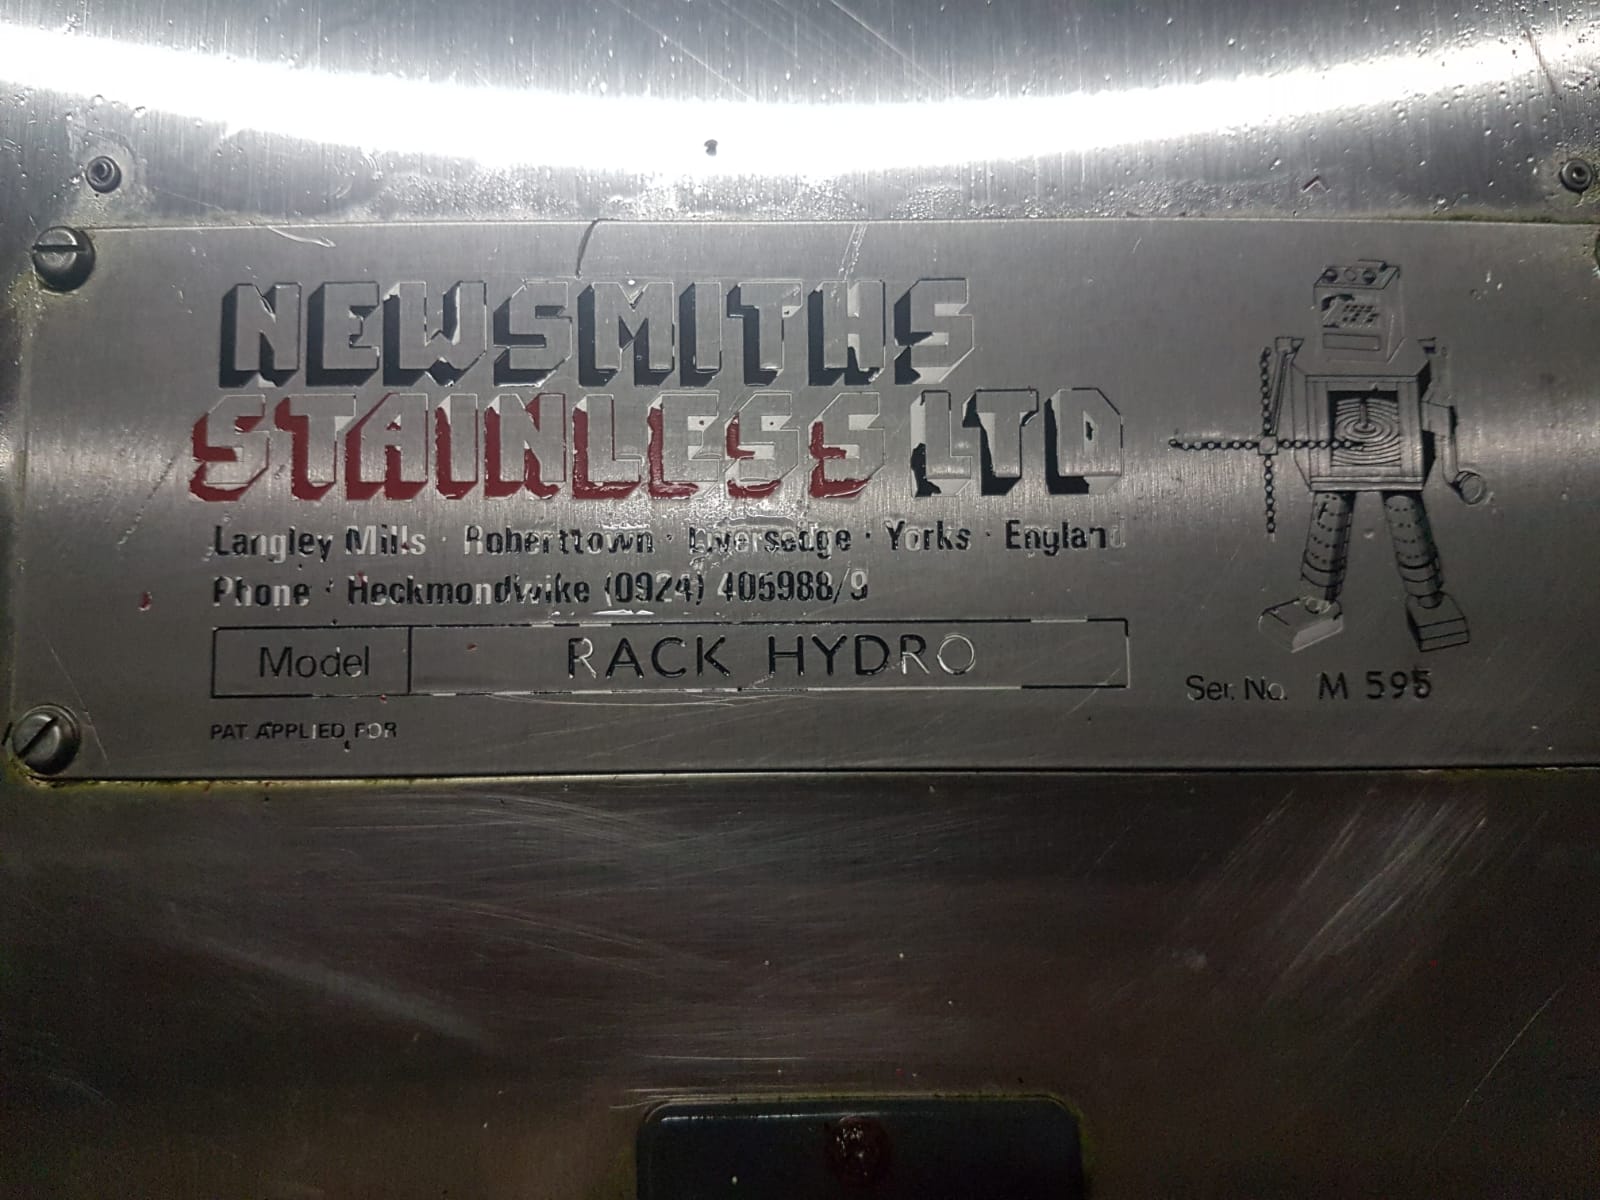 NEWSMITHS
STAINLESS LTD
Langley Mills · Roberttown · Liversedge · Yorks · England
Phone · Heckmondwike (0924) 405988/9
Model RACK HYDRO
Ser. No. M 595
PAT. APPLIED FOR